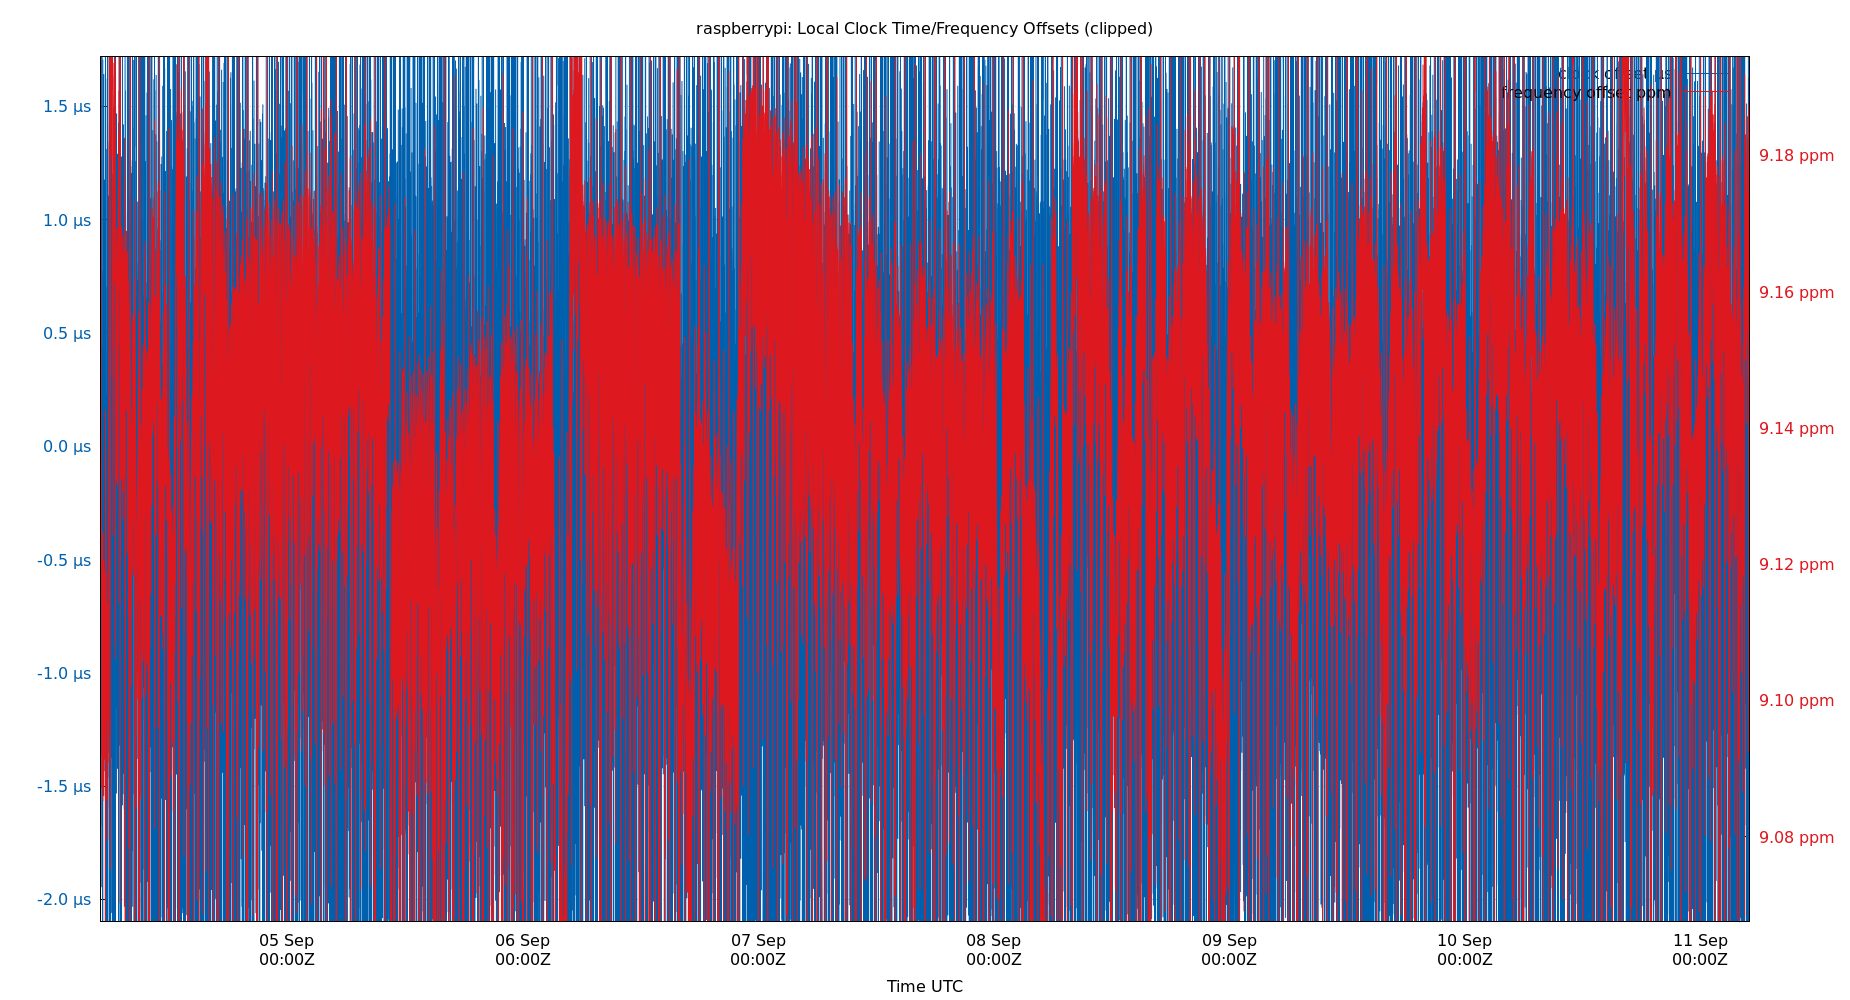 raspberrypi: Local Clock Time/Frequency Offsets (clipped)
clock offset µs
frequency offset ppm
1.5 µs
1.0 µs
0.5 µs
0.0 µs
-0.5 µs
-1.0 µs
-1.5 µs
-2.0 µs
9.18 ppm
9.16 ppm
9.14 ppm
9.12 ppm
9.10 ppm
9.08 ppm
05 Sep 06 Sep 07 Sep 08 Sep 09 Sep 10 Sep 11 Sep
00:00Z 00:00Z 00:00Z 00:00Z 00:00Z 00:00Z 00:00Z
Time UTC